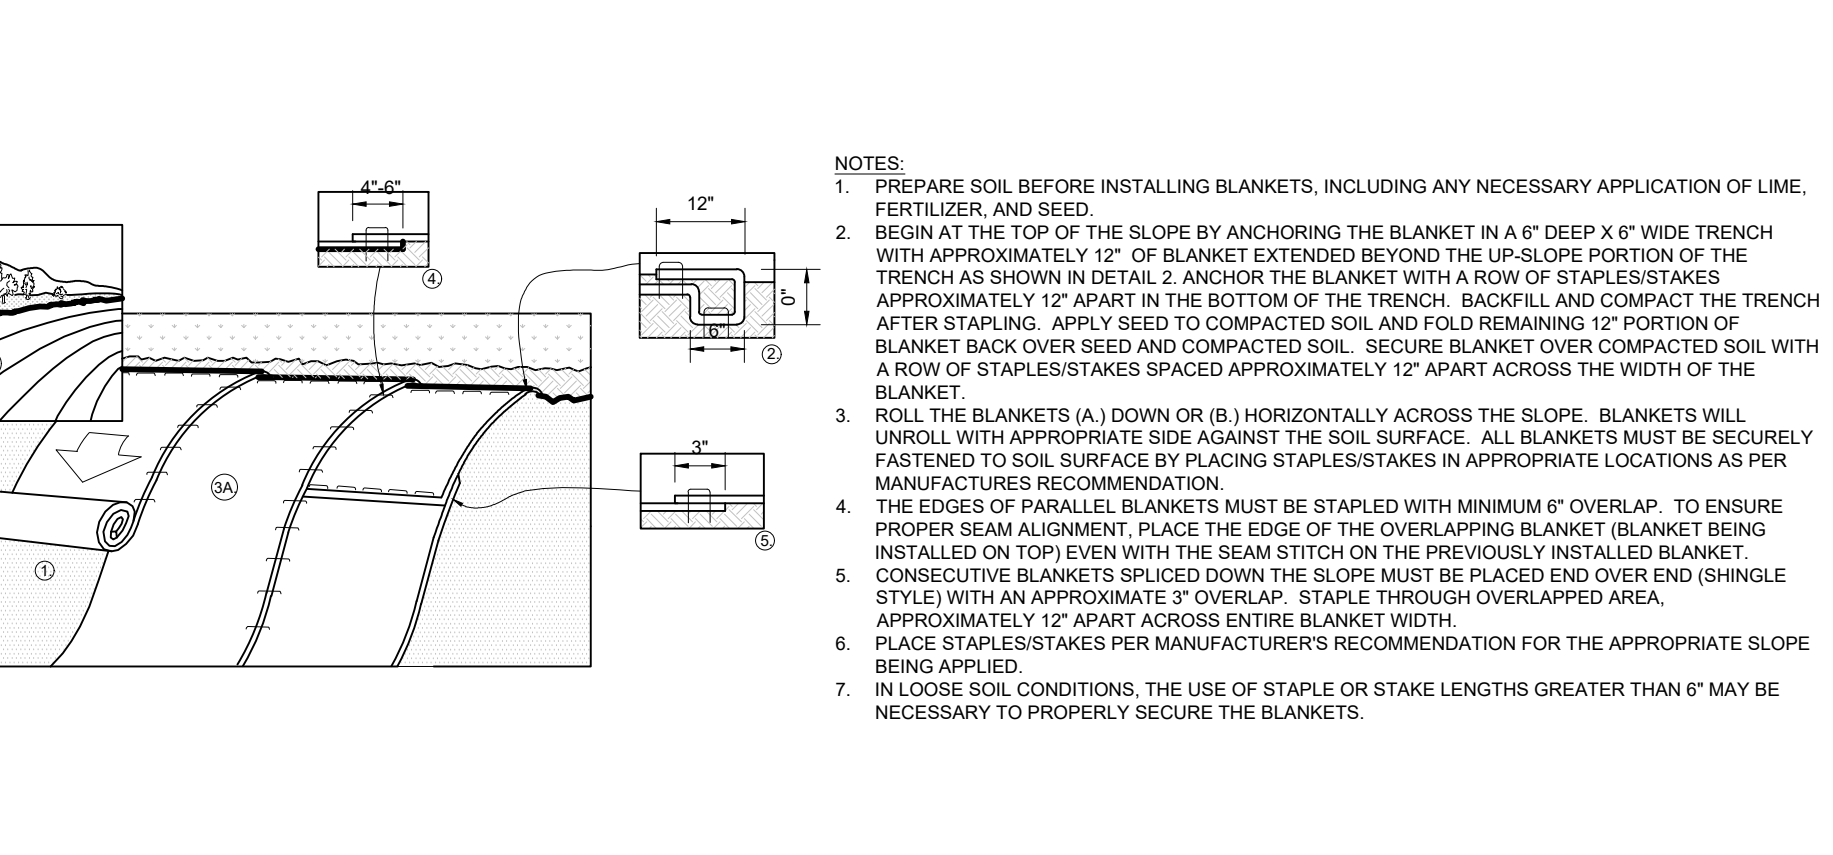 4"-6"
4.
12"
0"
6"
2.
3"
5.
3A.
1.
NOTES:
1. PREPARE SOIL BEFORE INSTALLING BLANKETS, INCLUDING ANY NECESSARY APPLICATION OF LIME,
FERTILIZER, AND SEED.
2. BEGIN AT THE TOP OF THE SLOPE BY ANCHORING THE BLANKET IN A 6" DEEP X 6" WIDE TRENCH
WITH APPROXIMATELY 12" OF BLANKET EXTENDED BEYOND THE UP-SLOPE PORTION OF THE
TRENCH AS SHOWN IN DETAIL 2. ANCHOR THE BLANKET WITH A ROW OF STAPLES/STAKES
APPROXIMATELY 12" APART IN THE BOTTOM OF THE TRENCH. BACKFILL AND COMPACT THE TRENCH
AFTER STAPLING. APPLY SEED TO COMPACTED SOIL AND FOLD REMAINING 12" PORTION OF
BLANKET BACK OVER SEED AND COMPACTED SOIL. SECURE BLANKET OVER COMPACTED SOIL WITH
A ROW OF STAPLES/STAKES SPACED APPROXIMATELY 12" APART ACROSS THE WIDTH OF THE
BLANKET.
3. ROLL THE BLANKETS (A.) DOWN OR (B.) HORIZONTALLY ACROSS THE SLOPE. BLANKETS WILL
UNROLL WITH APPROPRIATE SIDE AGAINST THE SOIL SURFACE. ALL BLANKETS MUST BE SECURELY
FASTENED TO SOIL SURFACE BY PLACING STAPLES/STAKES IN APPROPRIATE LOCATIONS AS PER
MANUFACTURES RECOMMENDATION.
4. THE EDGES OF PARALLEL BLANKETS MUST BE STAPLED WITH MINIMUM 6" OVERLAP. TO ENSURE
PROPER SEAM ALIGNMENT, PLACE THE EDGE OF THE OVERLAPPING BLANKET (BLANKET BEING
INSTALLED ON TOP) EVEN WITH THE SEAM STITCH ON THE PREVIOUSLY INSTALLED BLANKET.
5. CONSECUTIVE BLANKETS SPLICED DOWN THE SLOPE MUST BE PLACED END OVER END (SHINGLE
STYLE) WITH AN APPROXIMATE 3" OVERLAP. STAPLE THROUGH OVERLAPPED AREA,
APPROXIMATELY 12" APART ACROSS ENTIRE BLANKET WIDTH.
6. PLACE STAPLES/STAKES PER MANUFACTURER'S RECOMMENDATION FOR THE APPROPRIATE SLOPE
BEING APPLIED.
7. IN LOOSE SOIL CONDITIONS, THE USE OF STAPLE OR STAKE LENGTHS GREATER THAN 6" MAY BE
NECESSARY TO PROPERLY SECURE THE BLANKETS.